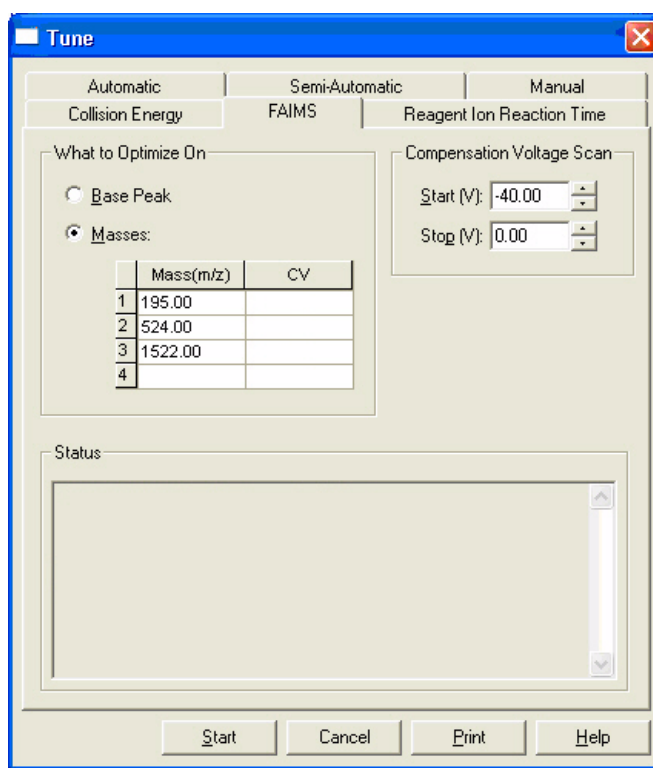 Tune
Automatic Semi-Automatic Manual
Collision Energy FAIMS Reagent Ion Reaction Time
What to Optimize On
Base Peak
Masses:
Mass(m/z) CV
1 195.00
2 524.00
3 1522.00
4
Compensation Voltage Scan
Start (V): -40.00
Stop (V): 0.00
Status
Start Cancel Print Help